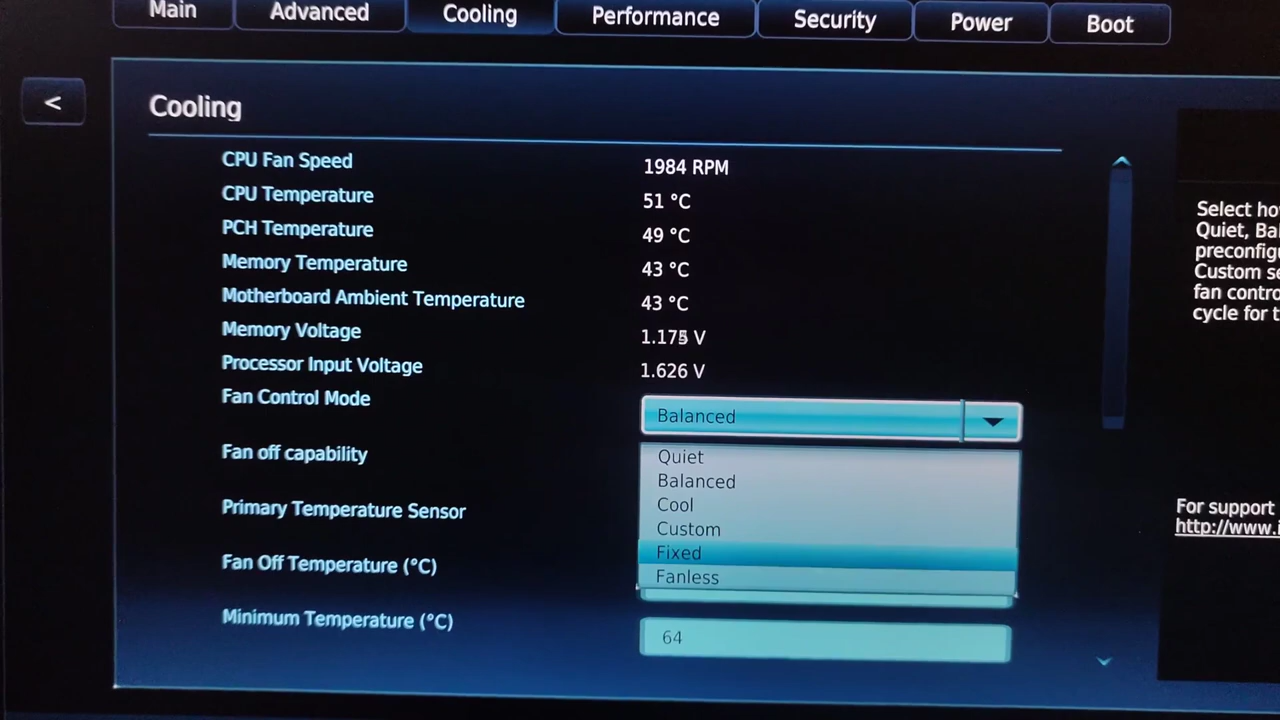 Main Advanced Cooling Performance Security Power Boot
<
Cooling
CPU Fan Speed 1984 RPM
CPU Temperature 51 °C
PCH Temperature 49 °C
Memory Temperature 43 °C
Motherboard Ambient Temperature 43 °C
Memory Voltage V
Processor Input Voltage 1.626 V
Fan Control Mode Balanced
Quiet
Balanced
Cool
Custom
Fixed
Fanless
Fan off capability
Primary Temperature Sensor
Fan Off Temperature (°C)
Minimum Temperature (°C) 64
Select ho
Quiet, Bal
preconfig
Custom se
fan contro
cycle for t
For support
http://www.i